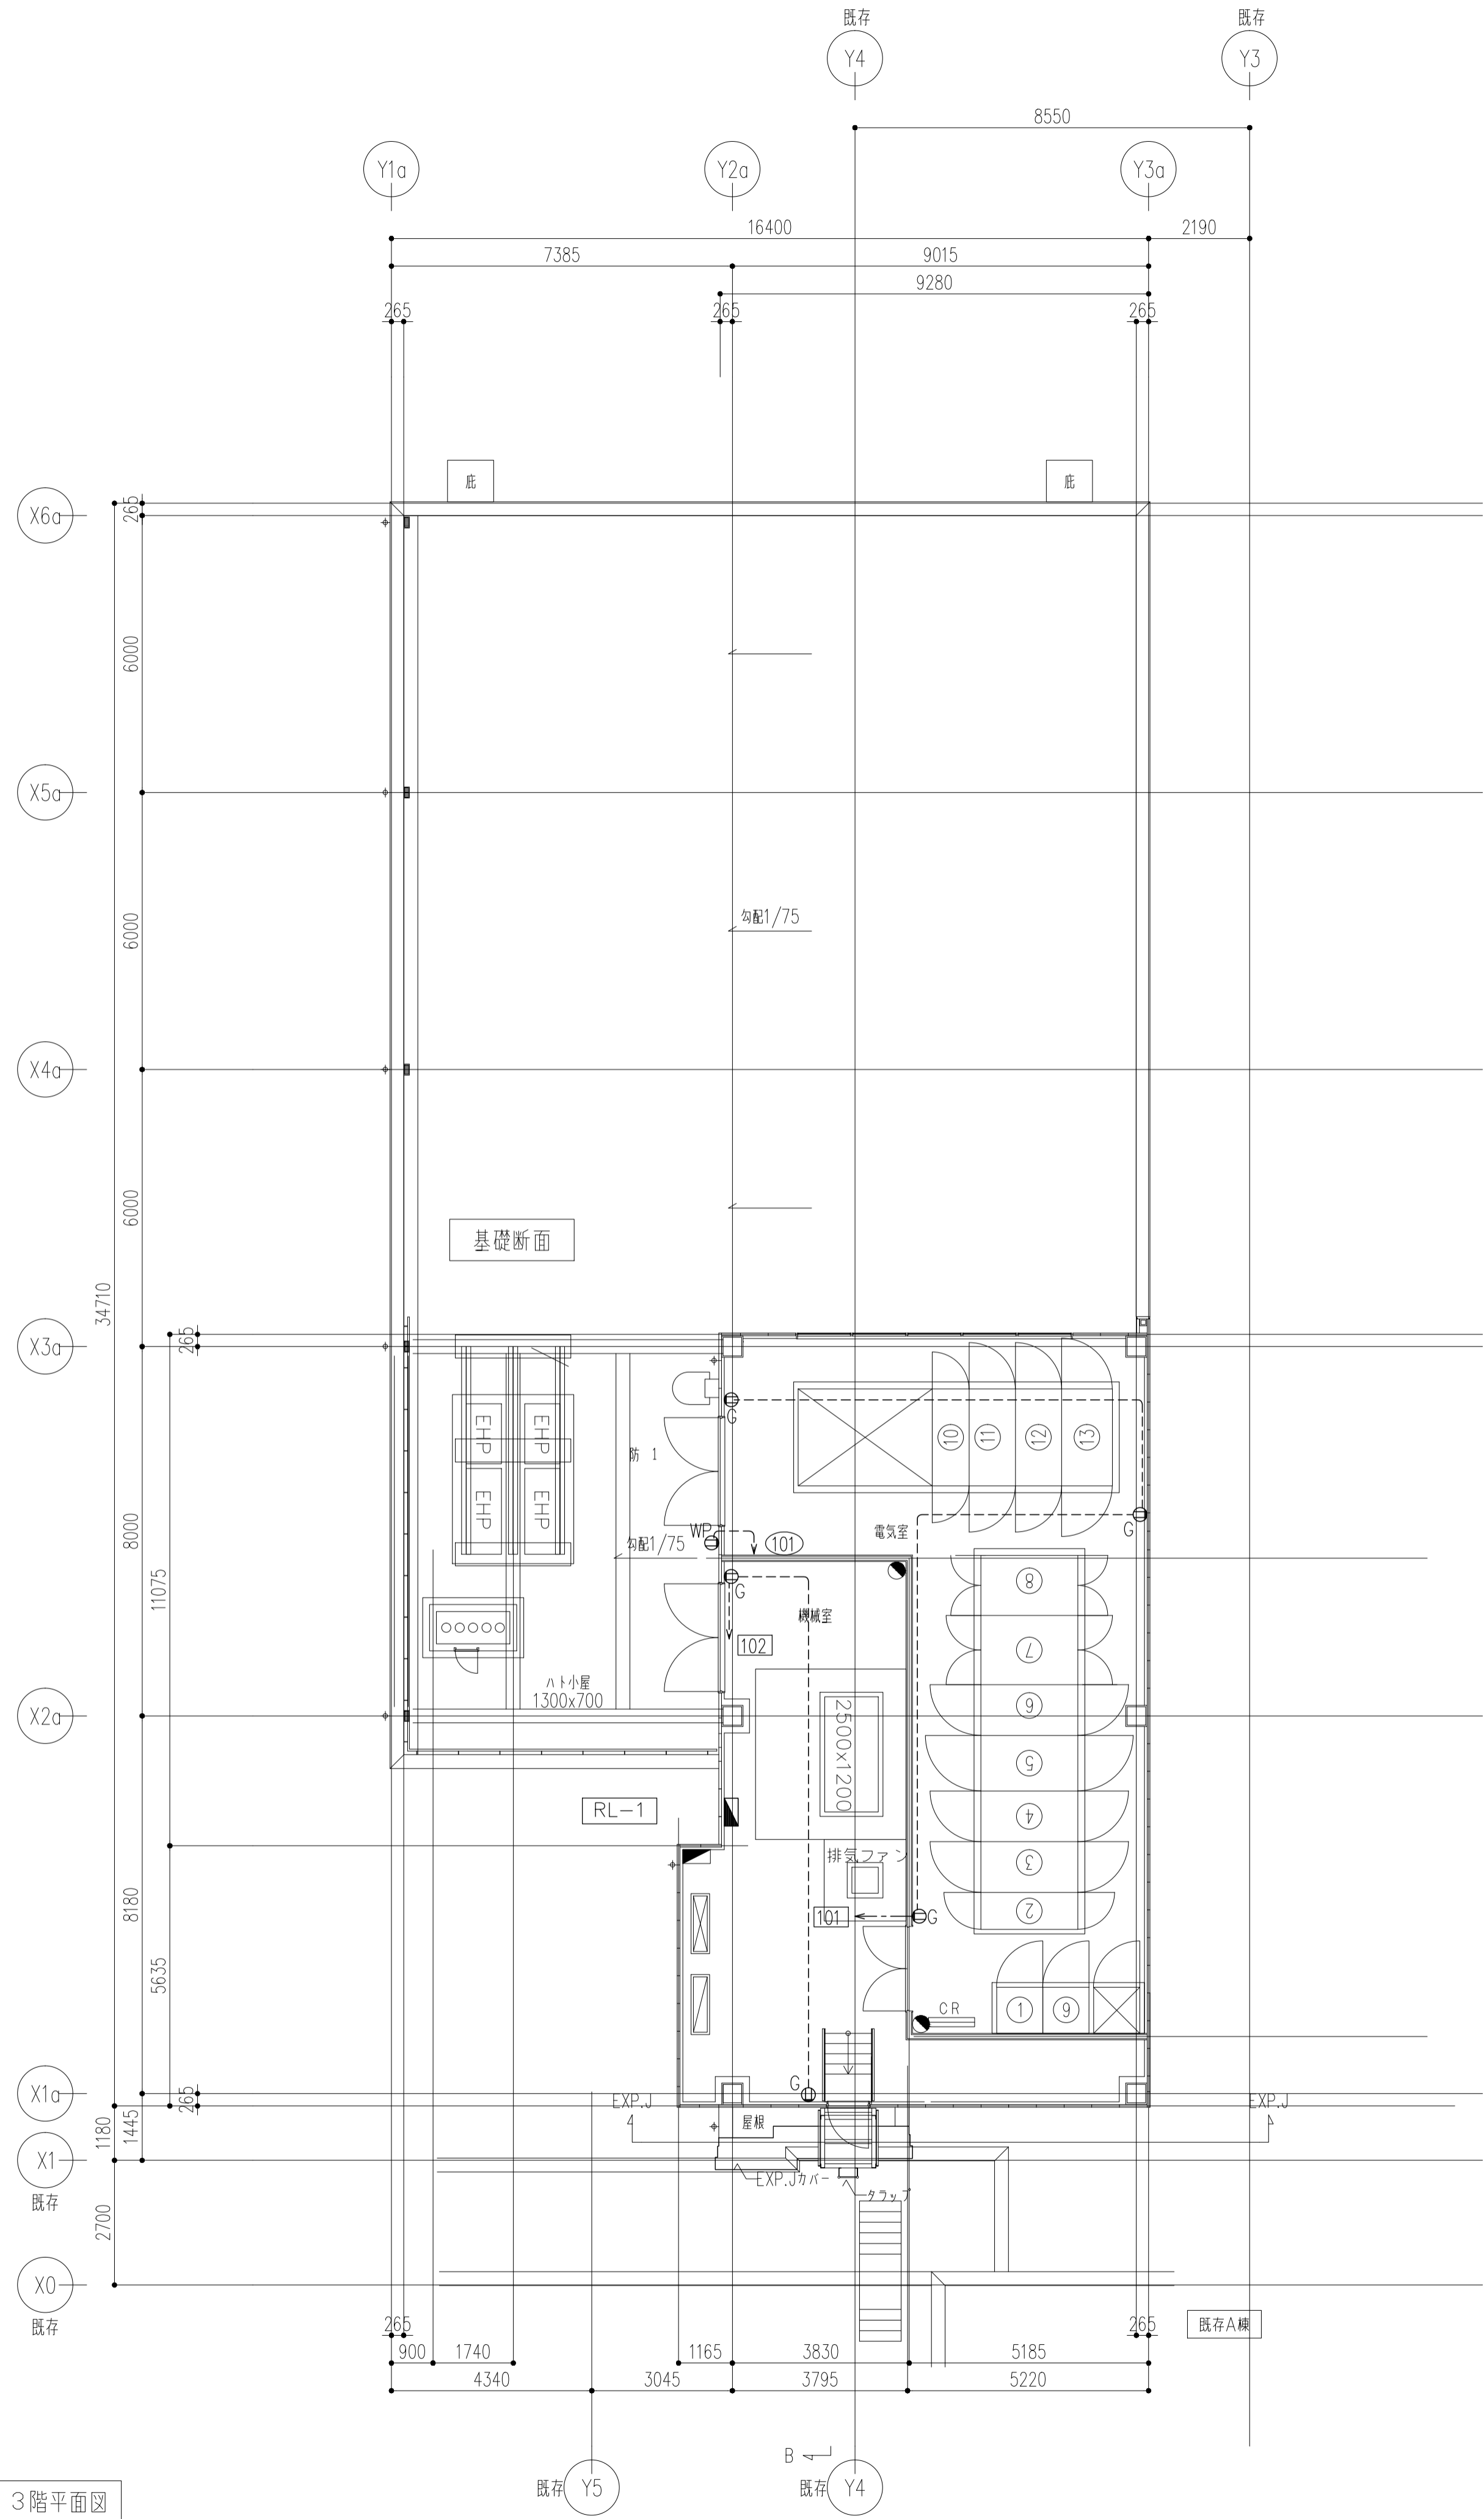 既存
既存
Y4
Y3
8550
Y1a
Y2a
Y3a
16400
2190
7385
9015
9280
265
265
265
庇
庇
X6a
265
6000
X5a
勾配1/75
6000
X4a
6000
基礎断面
34710
X3a
265
EHP
EHP
EHP
EHP
防 1
G
10
11
12
13
WP
101
電気室
G
勾配1/75
8000
11075
8
G
機械室
102
7
ハト小屋
1300x700
X2a
6
2500x1200
5
RL-1
4
排気ファン
3
8180
101
G
2
5635
CR
1
9
X1a
265
G
EXP.J
EXP.J
屋根
1180
1445
X1
既存
EXP.Jカバー
タラップ
2700
X0
既存
265
265
既存A棟
900
1740
1165
3830
5185
4340
3045
3795
5220
B
既存
Y5
既存
Y4
3階平面図